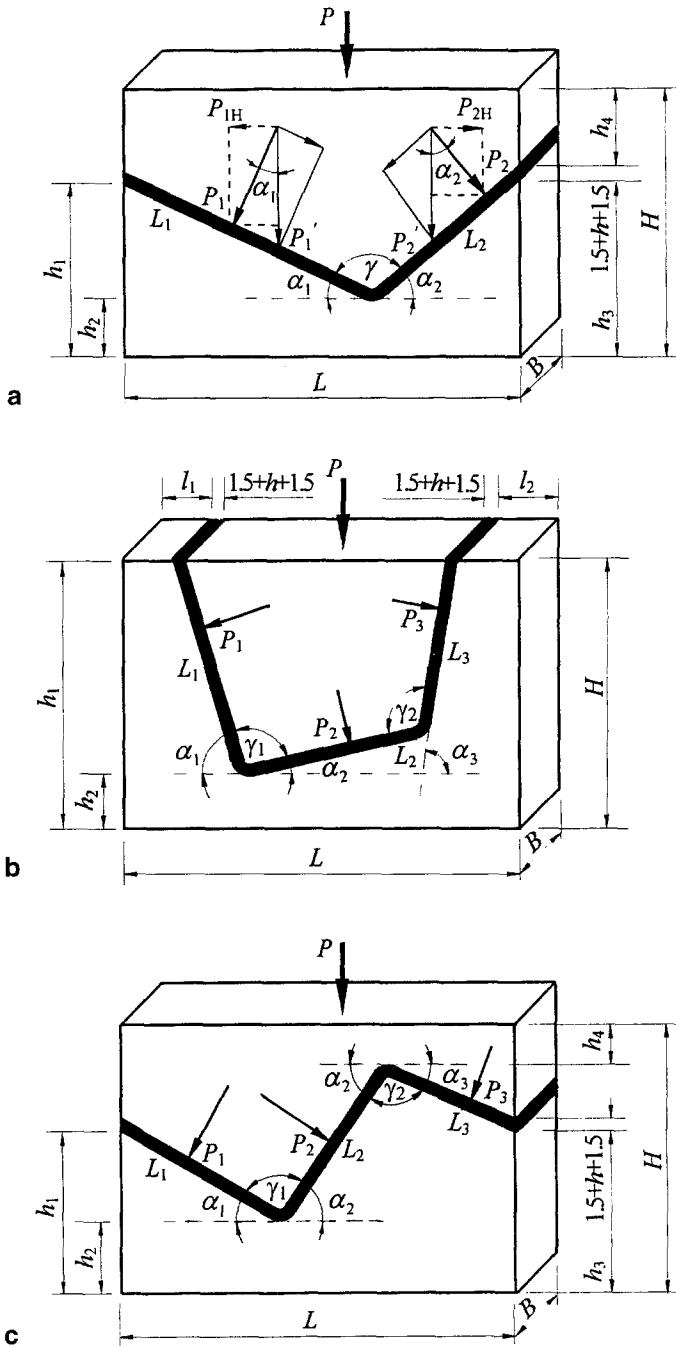 P
P₁H P₂H h₄
α₁ α₂ P₂
P₁ L₁ P₁′ P₂′ L₂ 1.5+h+1.5 H
h₁ α₁ γ α₂
h₂ h₃
L B
a
l₁ 1.5+h+1.5 P 1.5+h+1.5 l₂
P₁ P₃
h₁ L₁ L₃ H
P₂ γ₂
α₁ γ₁ α₂ L₂ α₃
h₂
L B
b
P
h₄
α₂ γ₂ α₃ P₃
P₁ P₂ L₂ L₃
L₁ 1.5+h+1.5 H
h₁ α₁ γ₁ α₂
h₂ h₃
L B
c